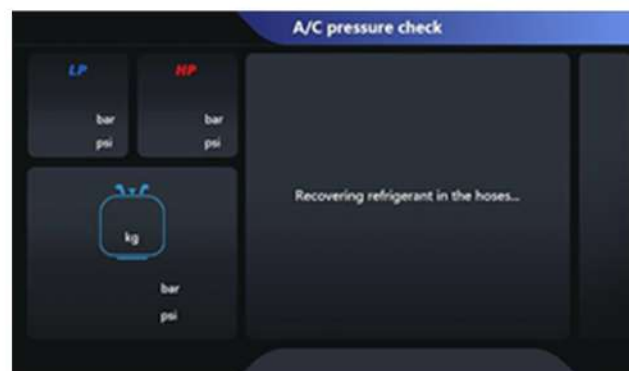 A/C pressure check
LP
HP
bar
psi
bar
psi
Recovering refrigerant in the hoses...
kg
bar
psi